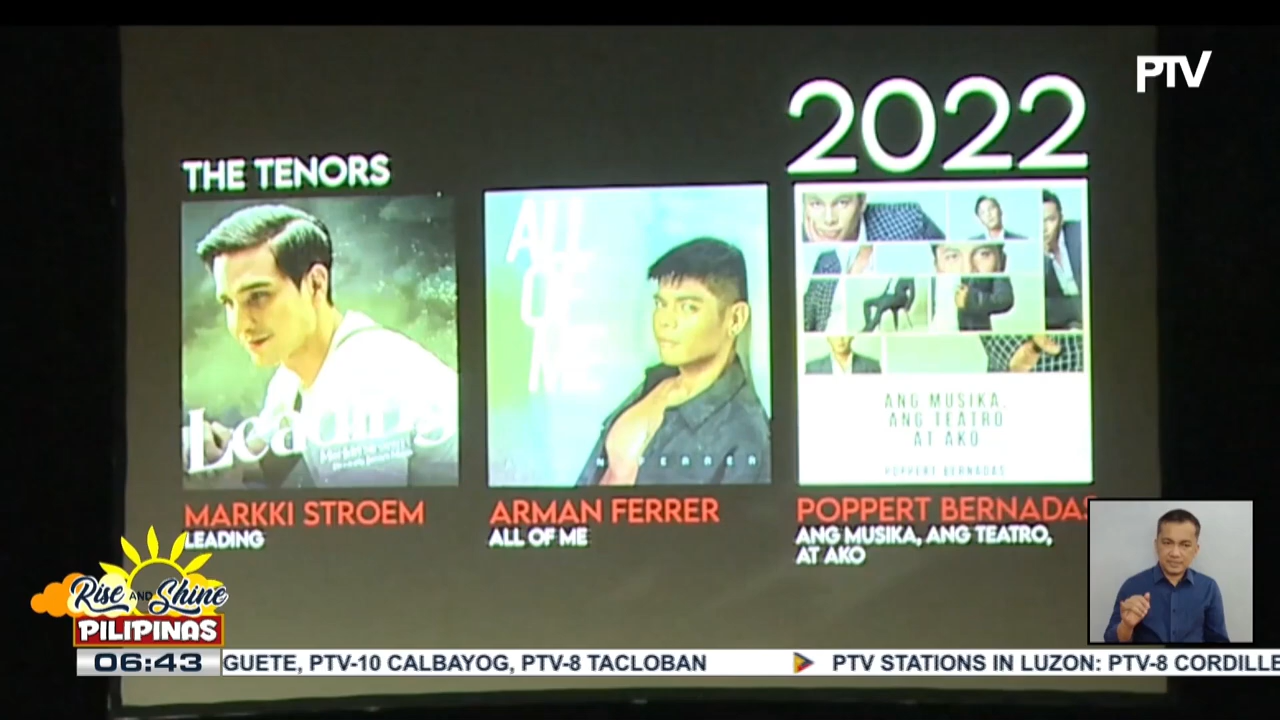 PTV
2022
THE TENORS
ALL
OF
ME
Leading
ANG MUSIKA,
ANG TEATRO
AT AKO
POPPERT BERNADAS
MARKKI STROEM
LEADING
ARMAN FERRER
ALL OF ME
POPPERT BERNADAS
ANG MUSIKA, ANG TEATRO,
AT AKO
Rise AND Shine
PILIPINAS
06:43
GUETE, PTV-10 CALBAYOG, PTV-8 TACLOBAN PTV STATIONS IN LUZON: PTV-8 CORDILLE